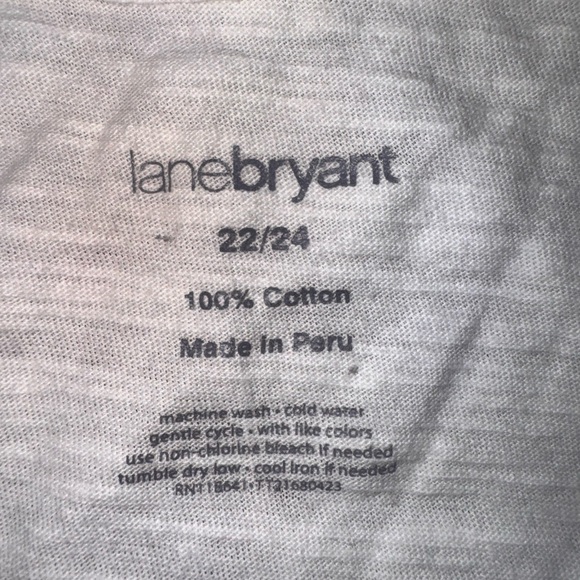 lanebryant
22/24
100% Cotton
Made in Peru
machine wash • cold water
gentle cycle • with like colors
use non-chlorine bleach if needed
tumble dry low • cool iron if needed